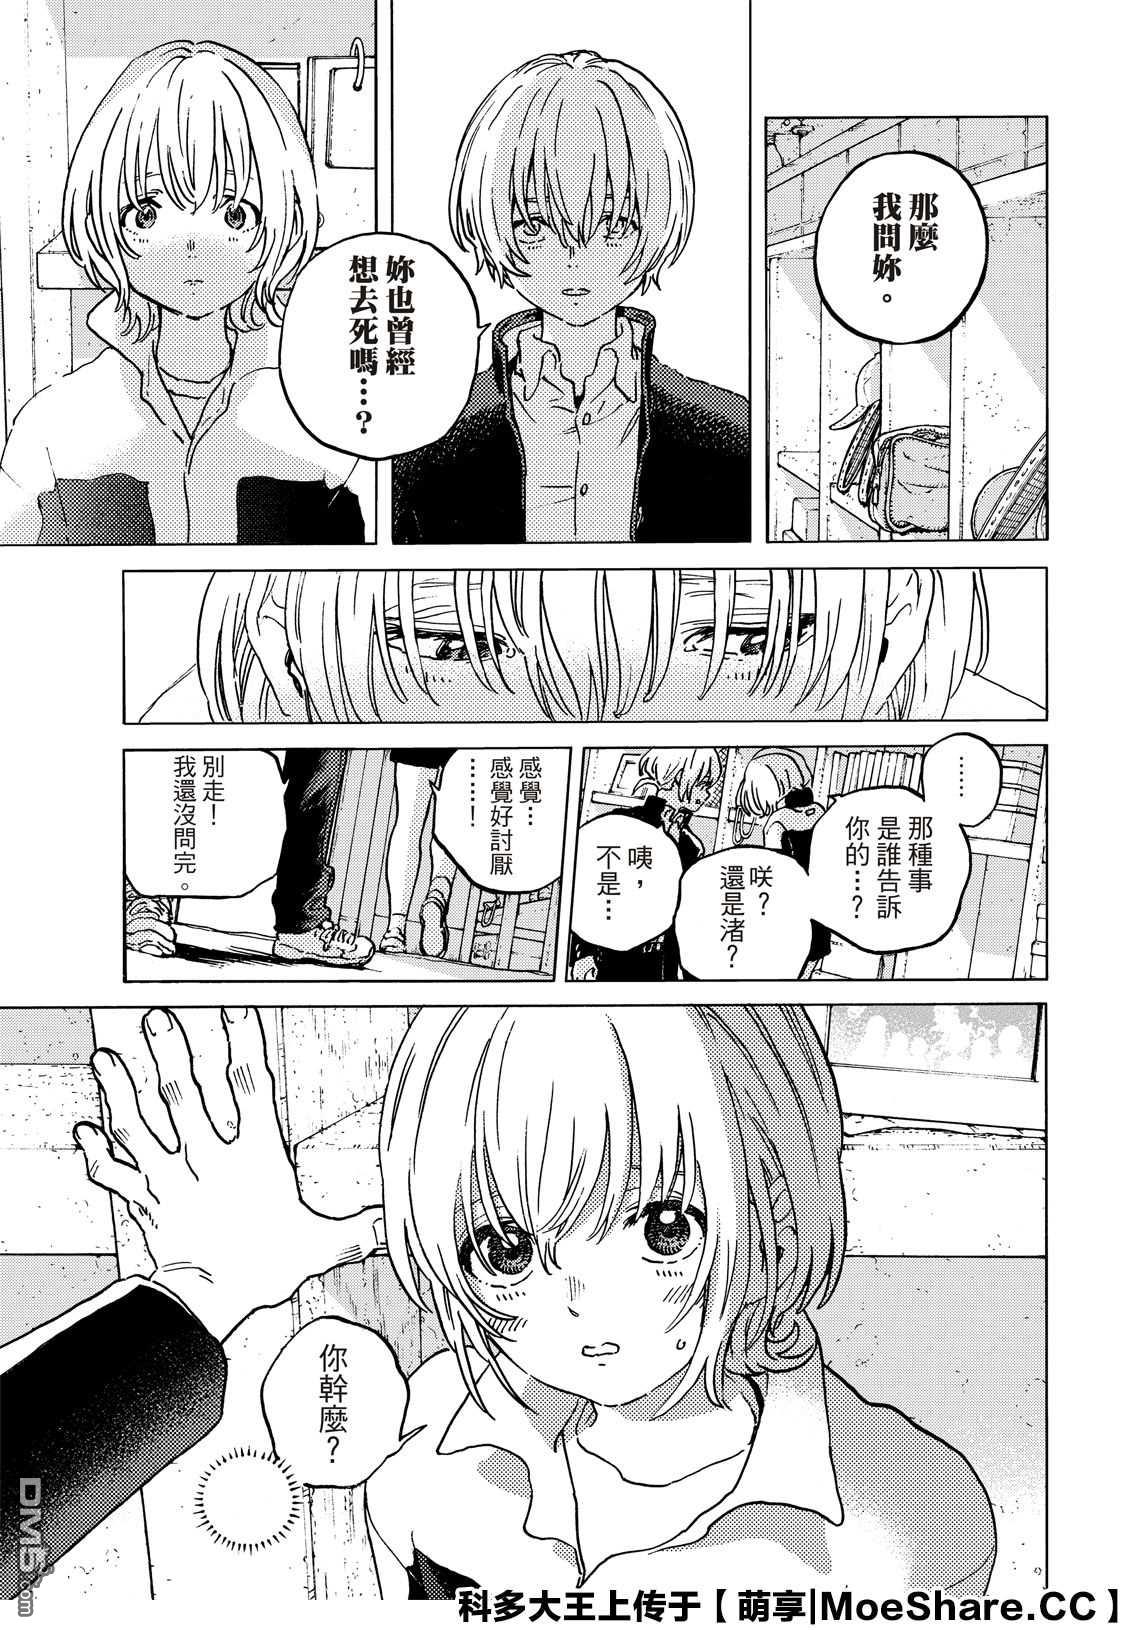 那麼
我問妳。
妳也曾經
想去死嗎…？
……
那種事
是誰告訴
你的…？
咲？
還是渚？
咦，
不是…
感覺…
感覺好討厭
……！
別走！
我還沒問完。
你幹麼？
DM5.com
科多大王上传于【萌享|MoeShare.CC】